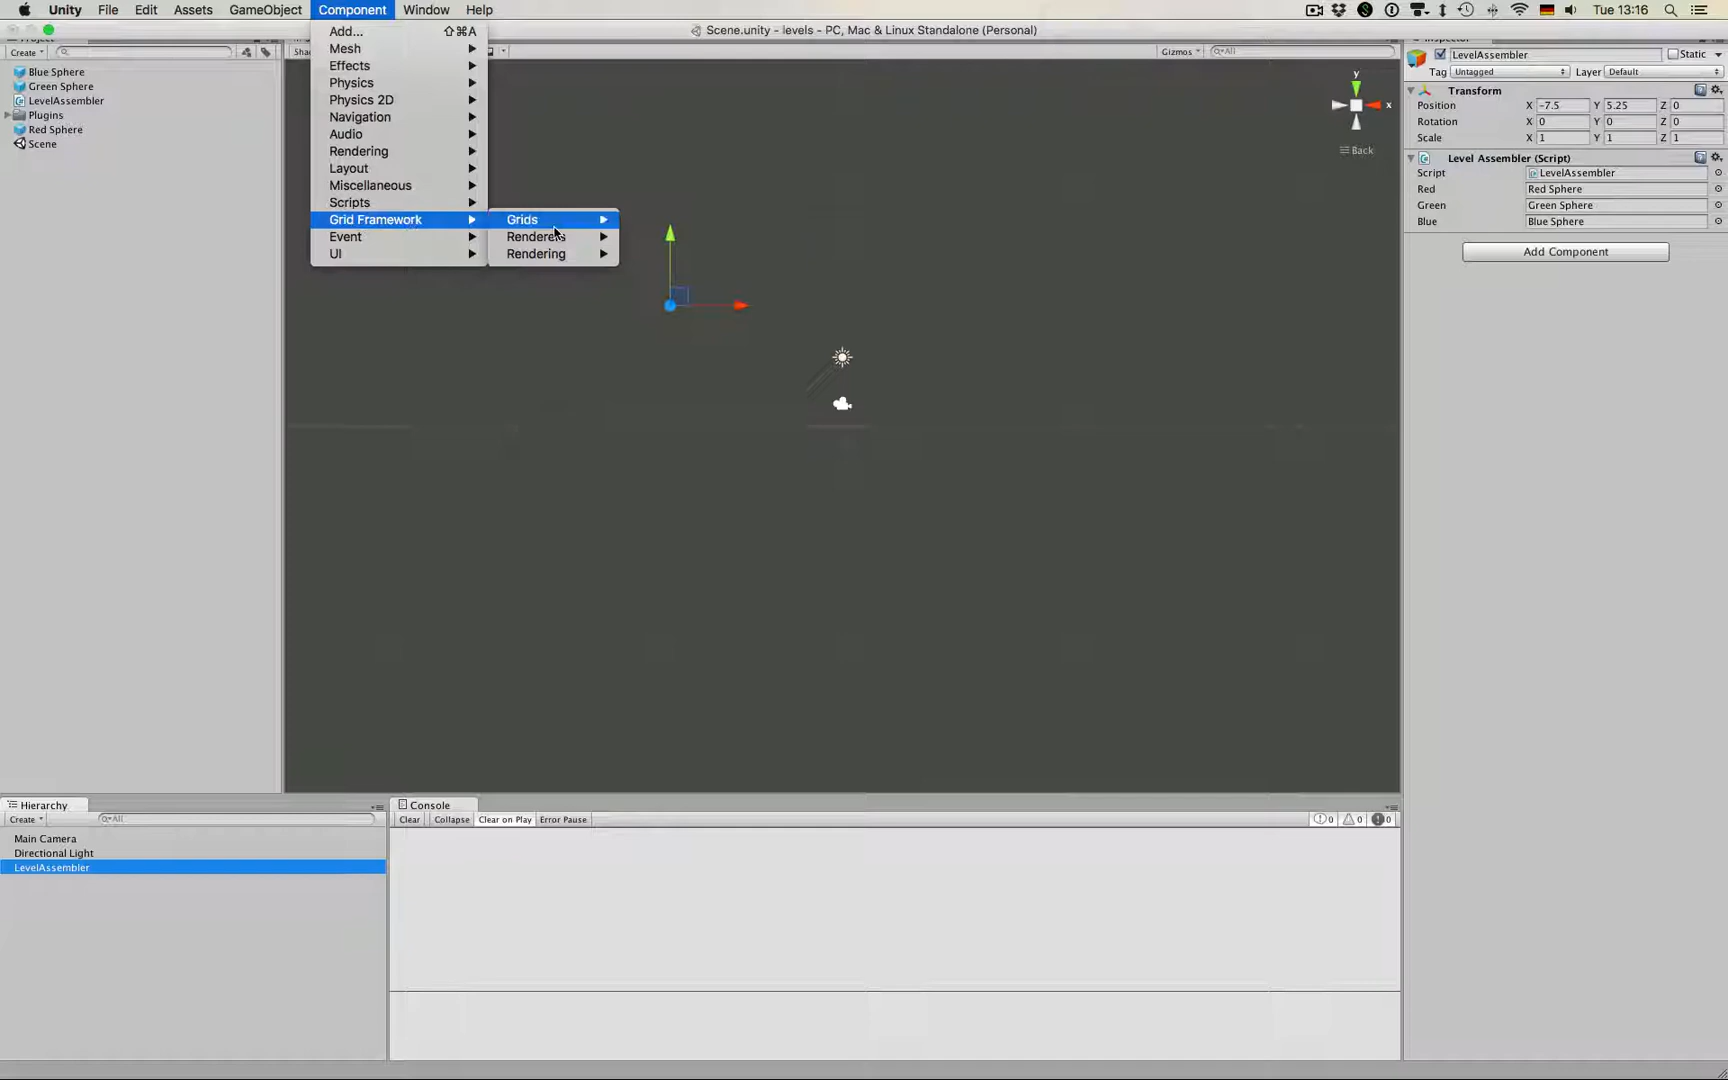 Unity File Edit Assets GameObject Component Window Help Tue 13:16
Scene.unity - levels - PC, Mac & Linux Standalone (Personal)
Create
Blue Sphere
Green Sphere
LevelAssembler
Plugins
Red Sphere
Scene
Add... ⇧⌘A
Mesh
Effects
Physics
Physics 2D
Navigation
Audio
Rendering
Layout
Miscellaneous
Scripts
Grid Framework
Event
UI
Grids
Rendering
Gizmos All
y
x
Back
LevelAssembler Static
Tag Untagged Layer Default
Transform
Position X -7.5 Y 5.25 Z 0
Rotation X 0 Y 0 Z 0
Scale X 1 Y 1 Z 1
Level Assembler (Script)
Script LevelAssembler
Red Red Sphere
Green Green Sphere
Blue Blue Sphere
Add Component
Hierarchy
Create All
Main Camera
Directional Light
LevelAssembler
Console
Clear Collapse Clear on Play Error Pause 0 0 0